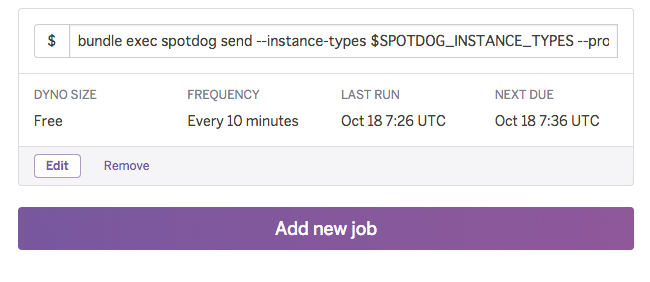 $ bundle exec spotdog send --instance-types $SPOTDOG_INSTANCE_TYPES --pro
DYNO SIZE FREQUENCY LAST RUN NEXT DUE
Free Every 10 minutes Oct 18 7:26 UTC Oct 18 7:36 UTC
Edit Remove
Add new job